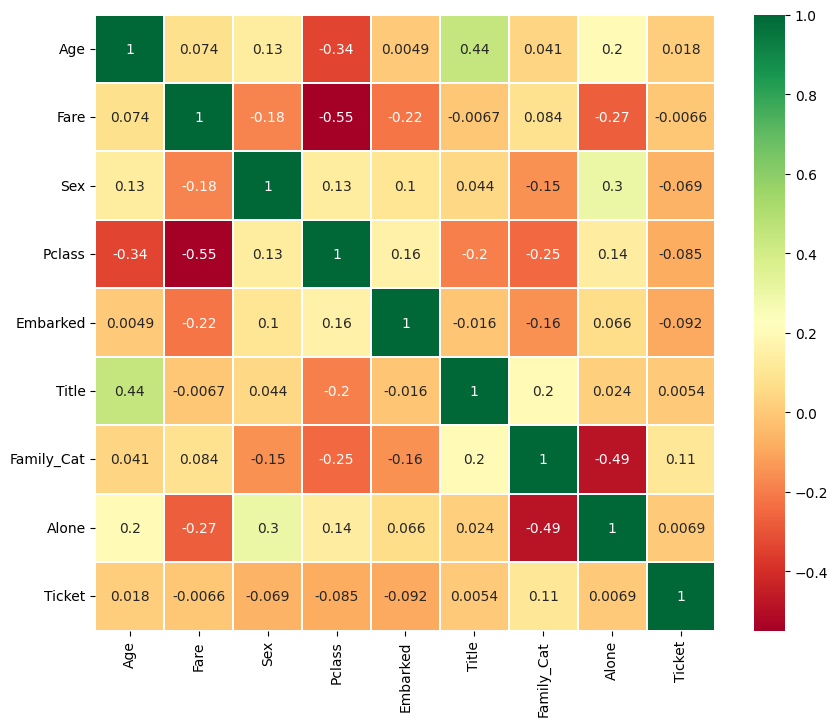 Age 1 0.074 0.13 -0.34 0.0049 0.44 0.041 0.2 0.018
Fare 0.074 1 -0.18 -0.55 -0.22 -0.0067 0.084 -0.27 -0.0066
Sex 0.13 -0.18 1 0.13 0.1 0.044 -0.15 0.3 -0.069
Pclass -0.34 -0.55 0.13 1 0.16 -0.2 -0.25 0.14 -0.085
Embarked 0.0049 -0.22 0.1 0.16 1 -0.016 -0.16 0.066 -0.092
Title 0.44 -0.0067 0.044 -0.2 -0.016 1 0.2 0.024 0.0054
Family_Cat 0.041 0.084 -0.15 -0.25 -0.16 0.2 1 -0.49 0.11
Alone 0.2 -0.27 0.3 0.14 0.066 0.024 -0.49 1 0.0069
Ticket 0.018 -0.0066 -0.069 -0.085 -0.092 0.0054 0.11 0.0069 1
Age Fare Sex Pclass Embarked Title Family_Cat Alone Ticket
1.0
0.8
0.6
0.4
0.2
0.0
−0.2
−0.4